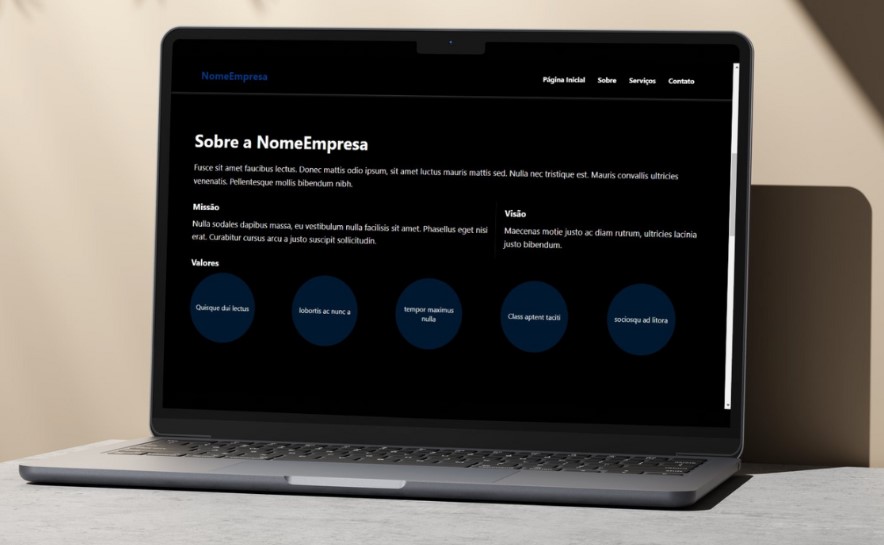 NomeEmpresa
Página Inicial Sobre Serviços Contato
Sobre a NomeEmpresa
Fusce sit amet faucibus lectus. Donec mattis odio ipsum, sit amet luctus mauris mattis sed. Nulla nec tristique est. Mauris convallis ultricies
venenatis. Pellentesque mollis bibendum nibh.
Missão
Nulla sodales dapibus massa, eu vestibulum nulla facilisis sit amet. Phasellus eget nisi
erat. Curabitur cursus arcu a justo suscipit sollicitudin.
Visão
Maecenas motie justo ac diam rutrum, ultricies lacinia
justo bibendum.
Valores
Quisque dui lectus
lobortis ac nunc a
tempor maximus
nulla
Class aptent taciti
sociosqu ad litora